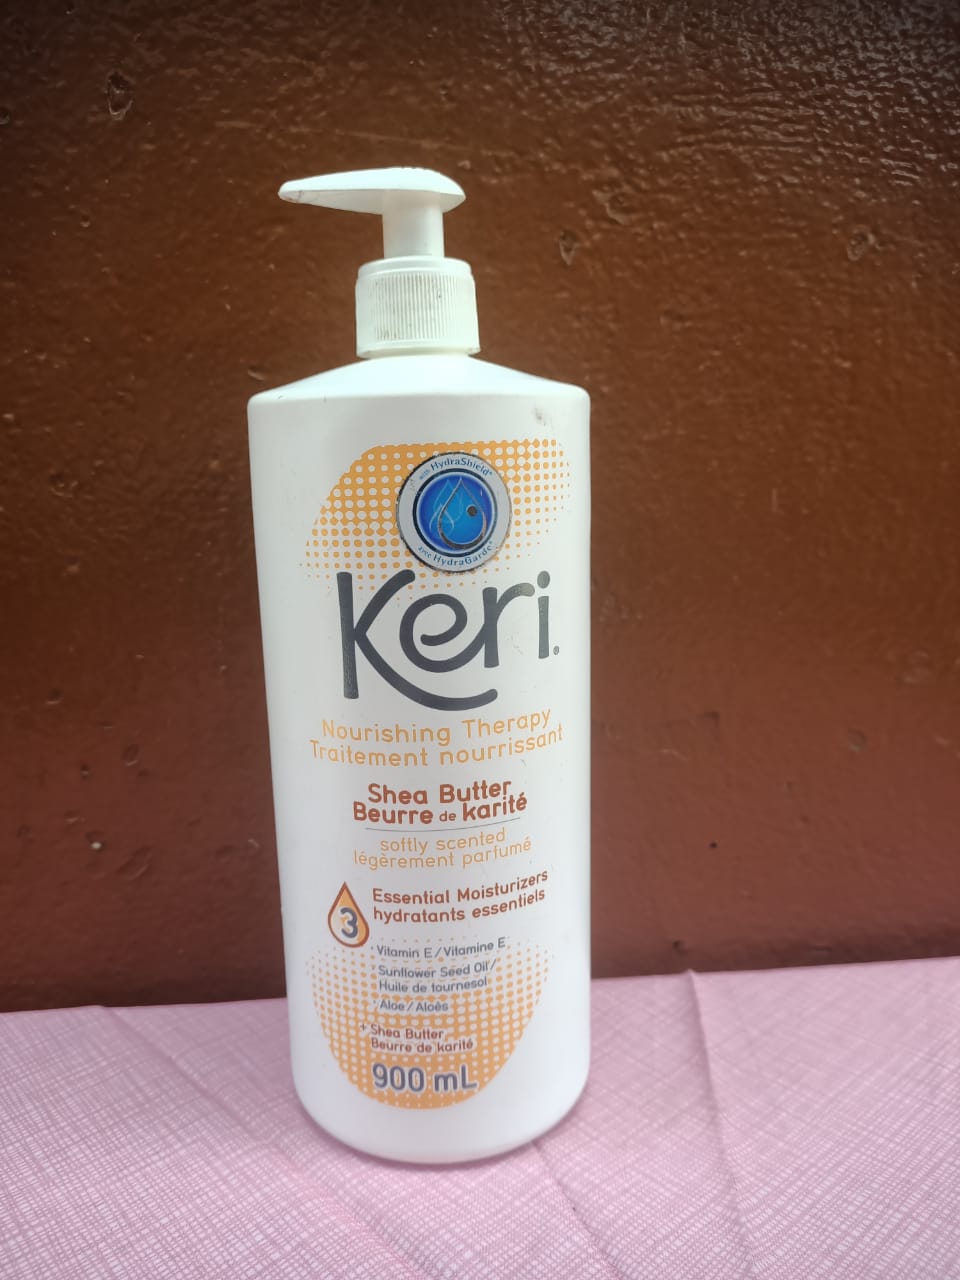 with HydraShield*
avec HydraGarde*
Keri.
Nourishing Therapy
Traitement nourrissant
Shea Butter
Beurre de karité
softly scented
légèrement parfumé
3
Essential Moisturizers
hydratants essentiels
• Vitamin E / Vitamine E
• Sunflower Seed Oil /
Huile de tournesol
• Aloe / Aloès
+ Shea Butter
Beurre de karité
900 mL